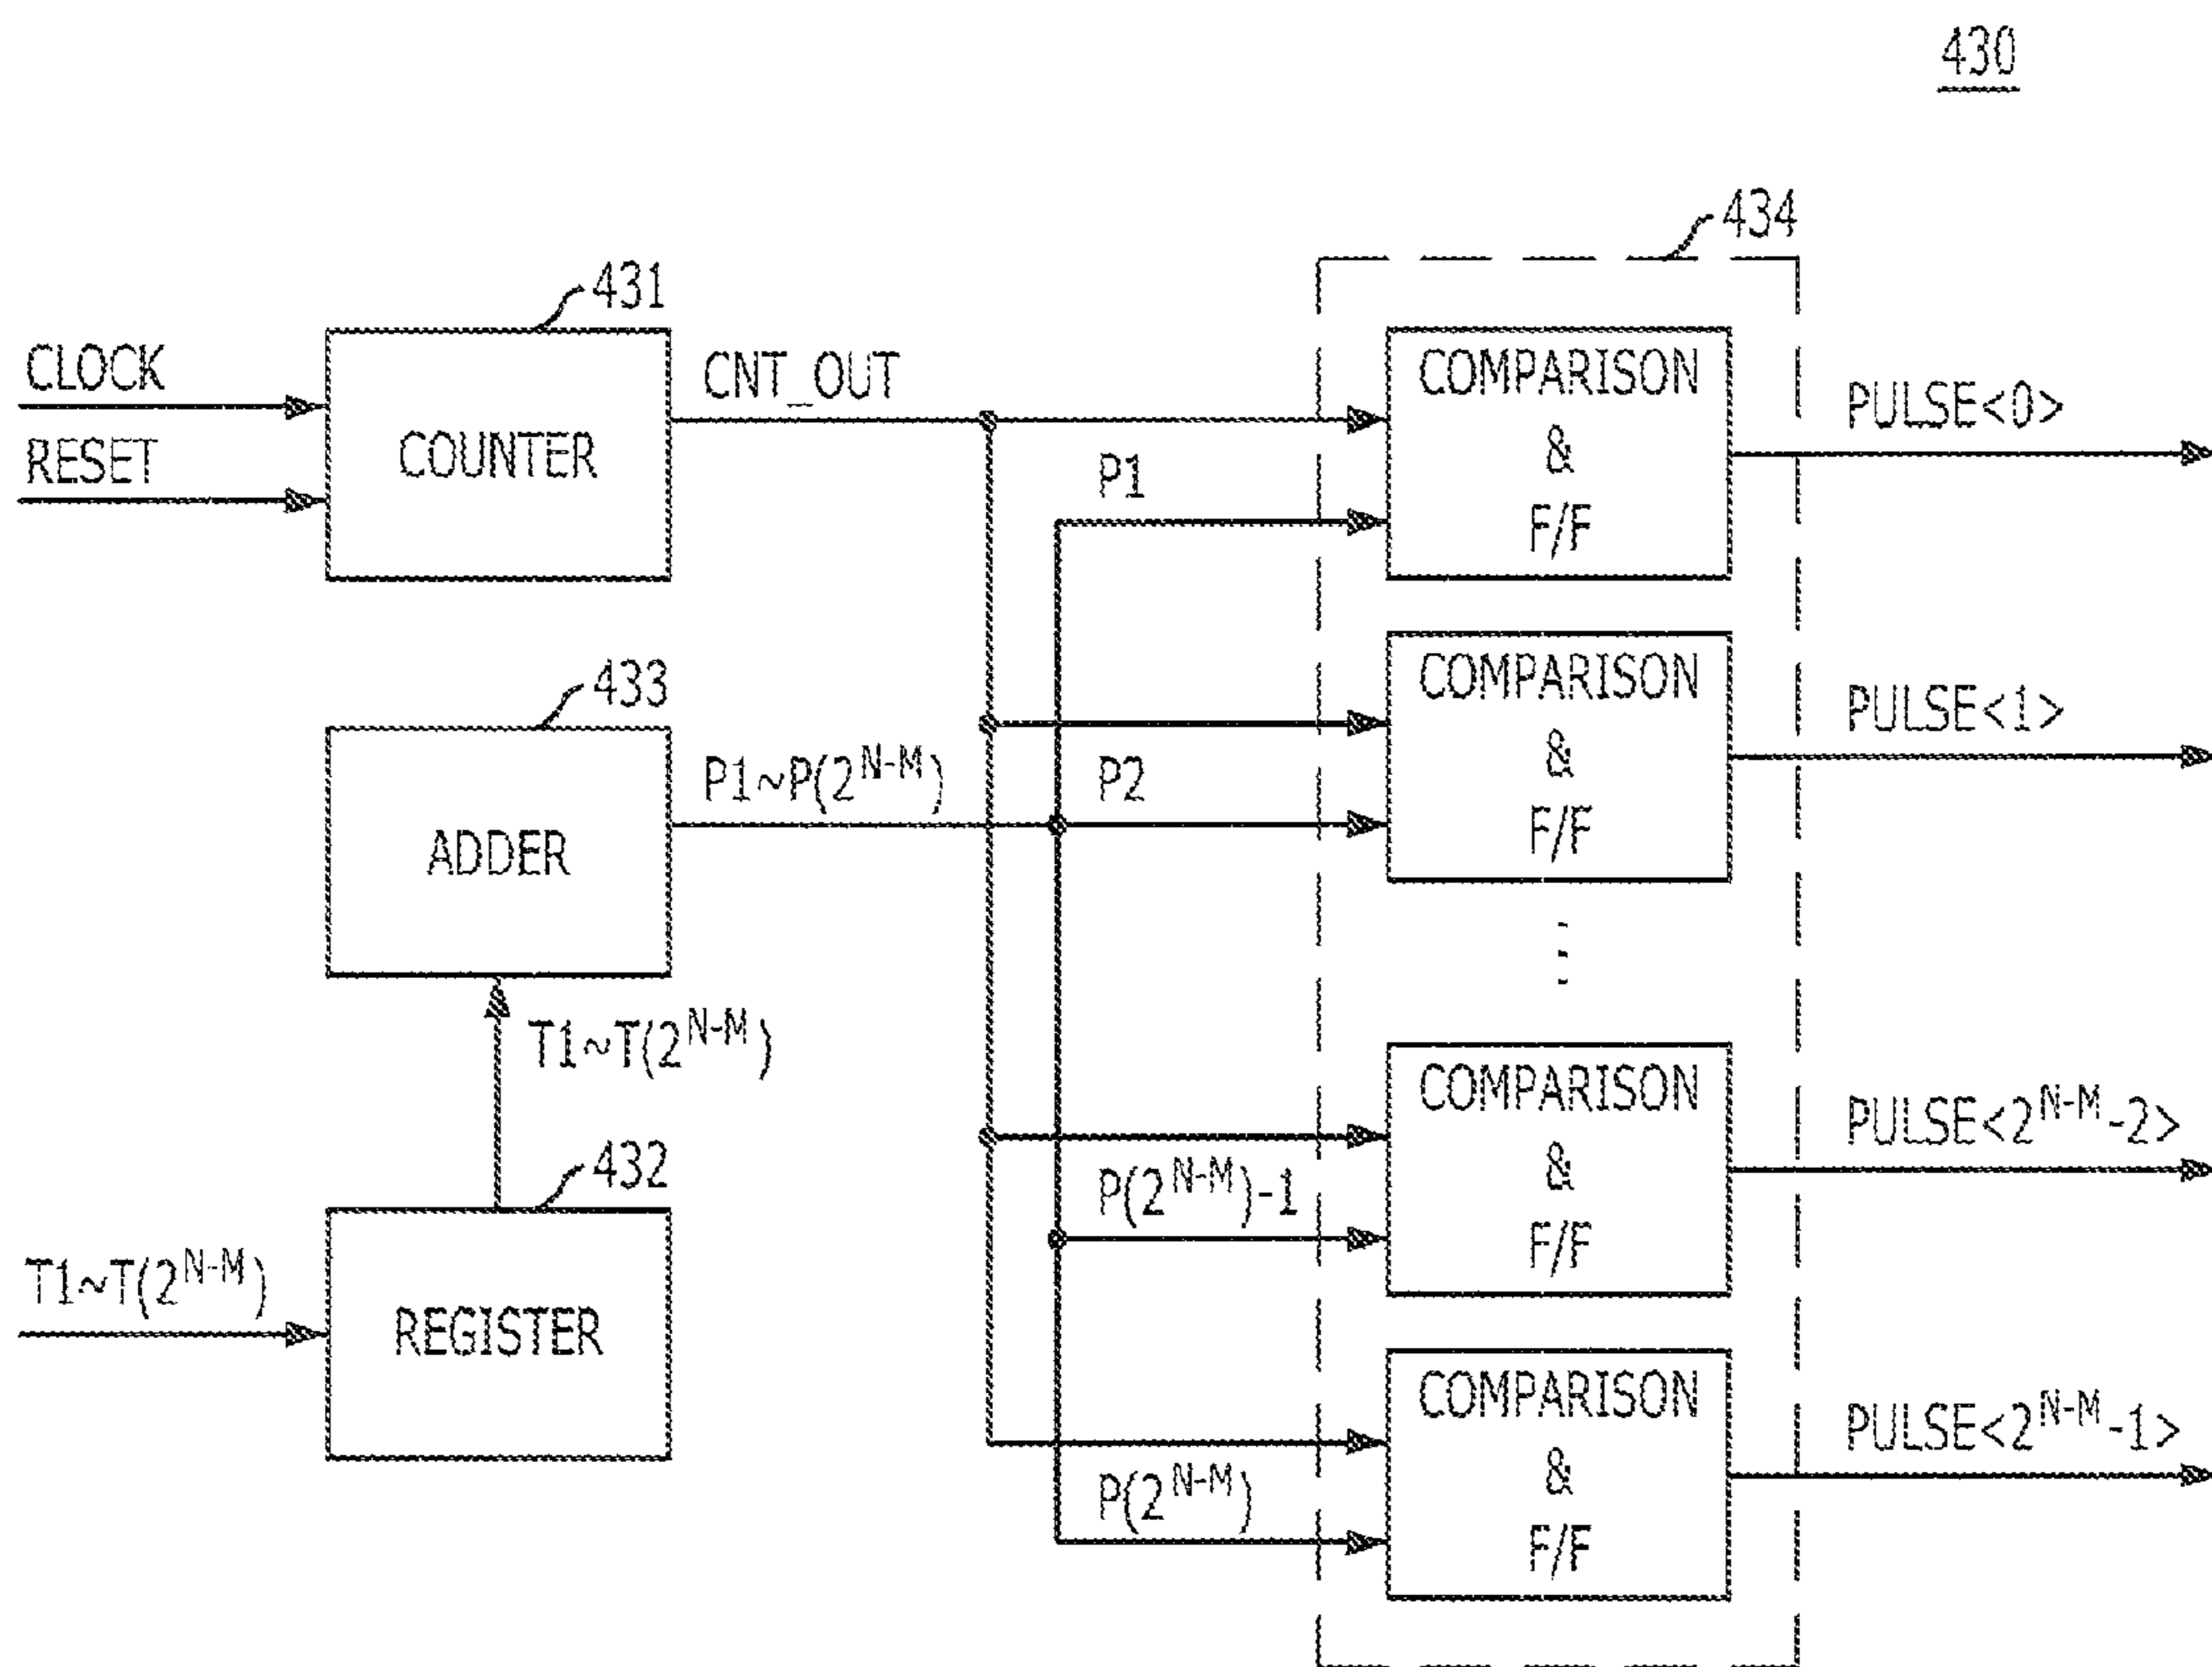 430
434
431
CLOCK
RESET
COUNTER
CNT_OUT
P1
COMPARISON
&
F/F
PULSE<0>
433
ADDER
P1~P(2^{N-M})
P2
COMPARISON
&
F/F
PULSE<1>
T1~T(2^{N-M})
432
T1~T(2^{N-M})
REGISTER
P(2^{N-M})-1
COMPARISON
&
F/F
PULSE<2^{N-M}-2>
P(2^{N-M})
COMPARISON
&
F/F
PULSE<2^{N-M}-1>